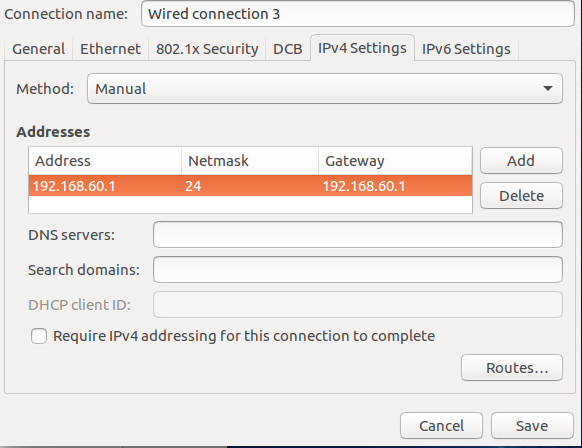 Connection name: Wired connection 3
General Ethernet 802.1x Security DCB IPv4 Settings IPv6 Settings
Method: Manual
Addresses
Address Netmask Gateway Add
192.168.60.1 24 192.168.60.1
Delete
DNS servers:
Search domains:
DHCP client ID:
Require IPv4 addressing for this connection to complete
Routes...
Cancel Save